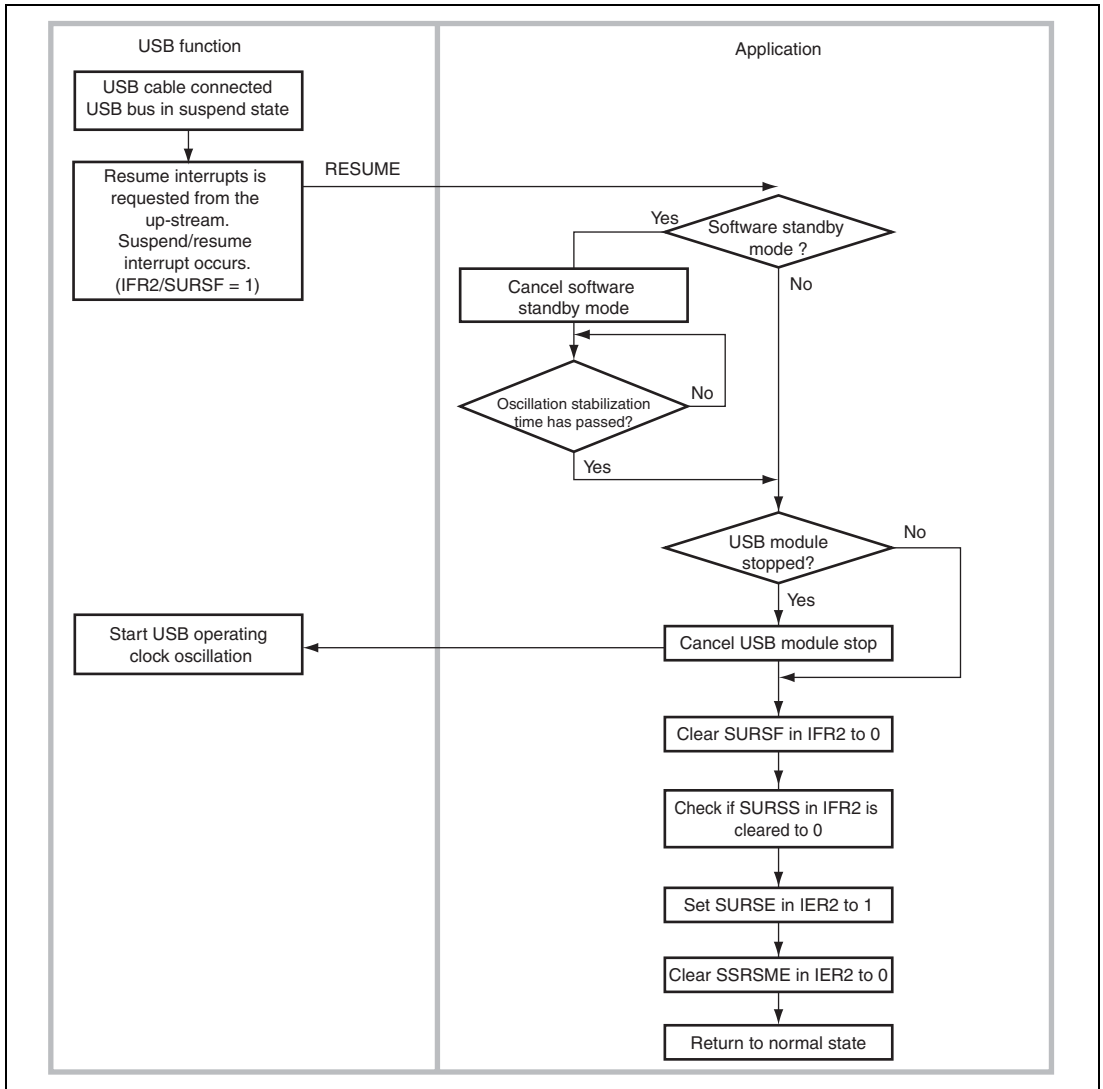 USB function
Application
USB cable connected
USB bus in suspend state
Resume interrupts is
requested from the
up-stream.
Suspend/resume
interrupt occurs.
(IFR2/SURSF = 1)
RESUME
Software standby
mode ?
Yes
No
Cancel software
standby mode
Oscillation stabilization
time has passed?
No
Yes
USB module
stopped?
No
Yes
Cancel USB module stop
Start USB operating
clock oscillation
Clear SURSF in IFR2 to 0
Check if SURSS in IFR2 is
cleared to 0
Set SURSE in IER2 to 1
Clear SSRSME in IER2 to 0
Return to normal state